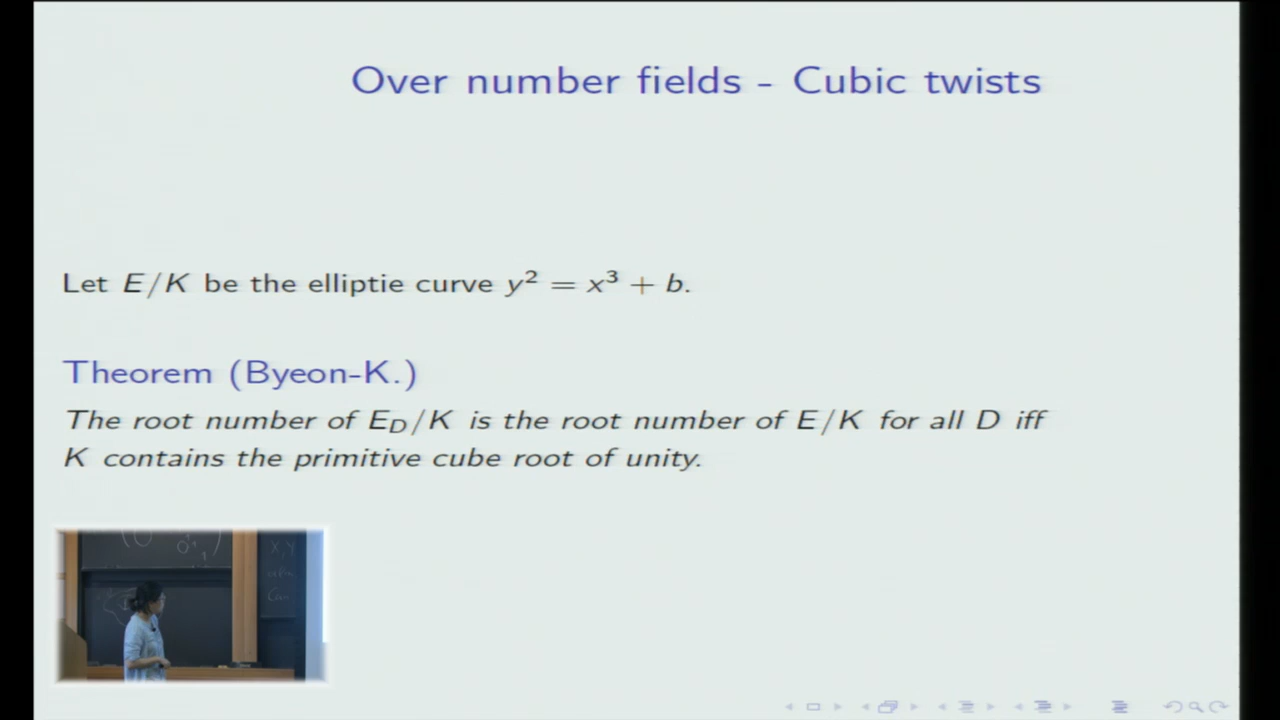 Over number fields - Cubic twists
Let E/K be the elliptie curve y² = x³ + b.
Theorem (Byeon-K.)
The root number of E_D/K is the root number of E/K for all D iff
K contains the primitive cube root of unity.